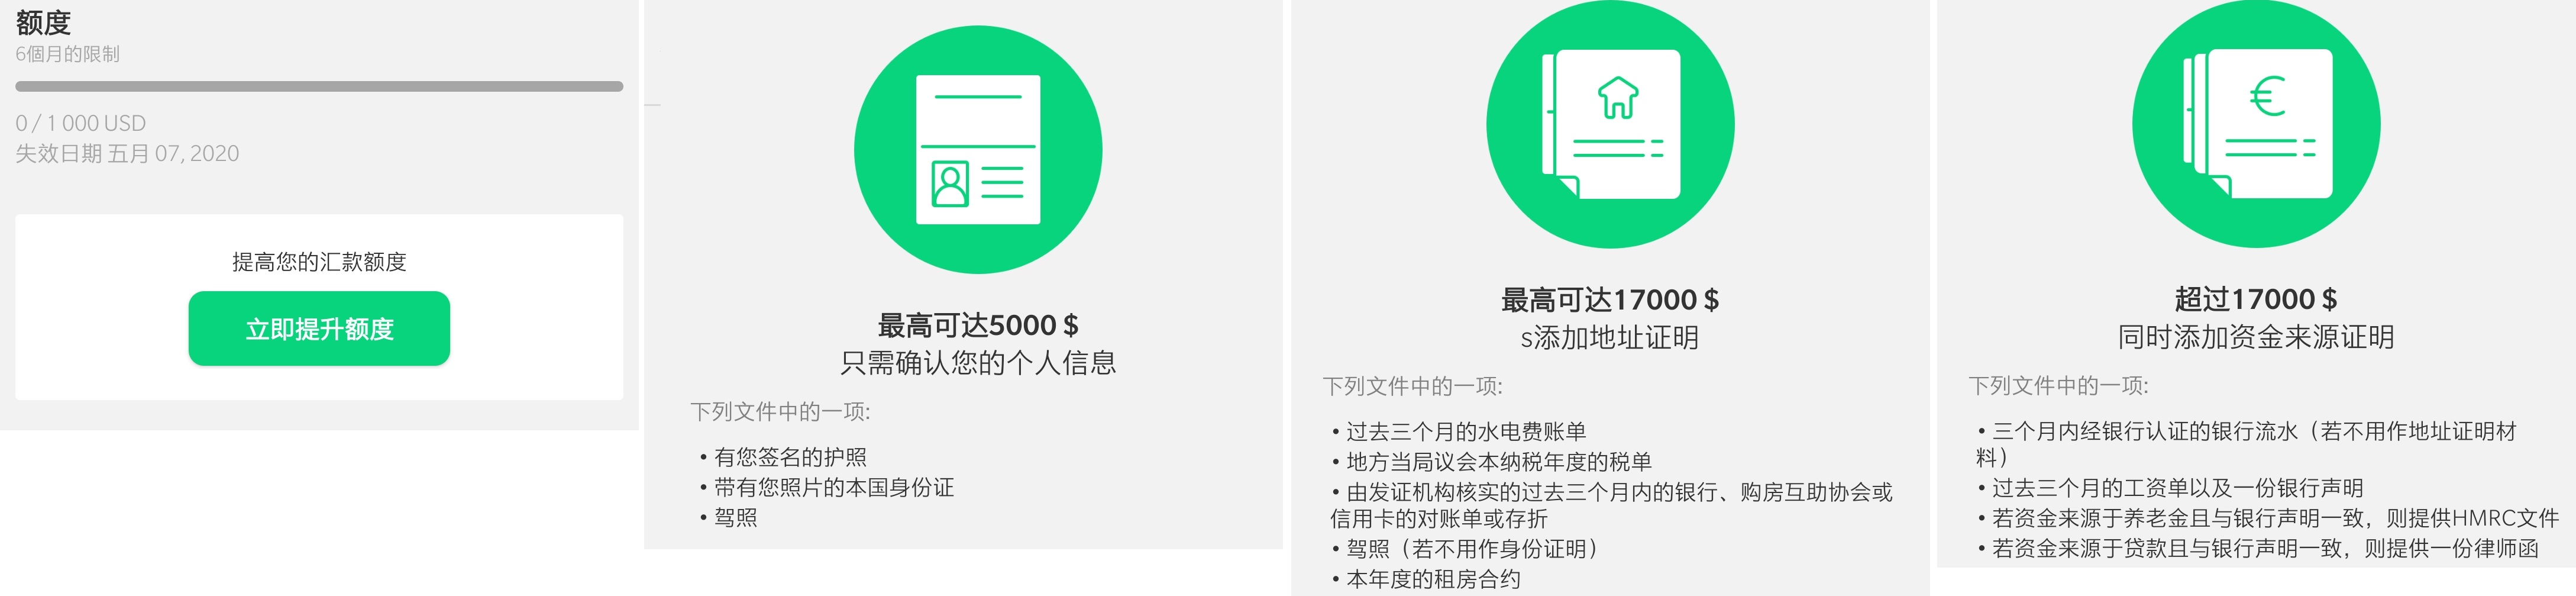 额度
6個月的限制
0 / 1 000 USD
失效日期 五月 07, 2020
提高您的汇款额度
立即提升额度
最高可达5000 $
只需确认您的个人信息
下列文件中的一项:
• 有您签名的护照
• 带有您照片的本国身份证
• 驾照
最高可达17000 $
s添加地址证明
下列文件中的一项:
• 过去三个月的水电费账单
• 地方当局议会本纳税年度的税单
• 由发证机构核实的过去三个月内的银行、购房互助协会或
信用卡的对账单或存折
• 驾照（若不用作身份证明）
• 本年度的租房合约
超过17000 $
同时添加资金来源证明
下列文件中的一项:
• 三个月内经银行认证的银行流水（若不用作地址证明材
料）
• 过去三个月的工资单以及一份银行声明
• 若资金来源于养老金且与银行声明一致，则提供HMRC文件
• 若资金来源于贷款且与银行声明一致，则提供一份律师函